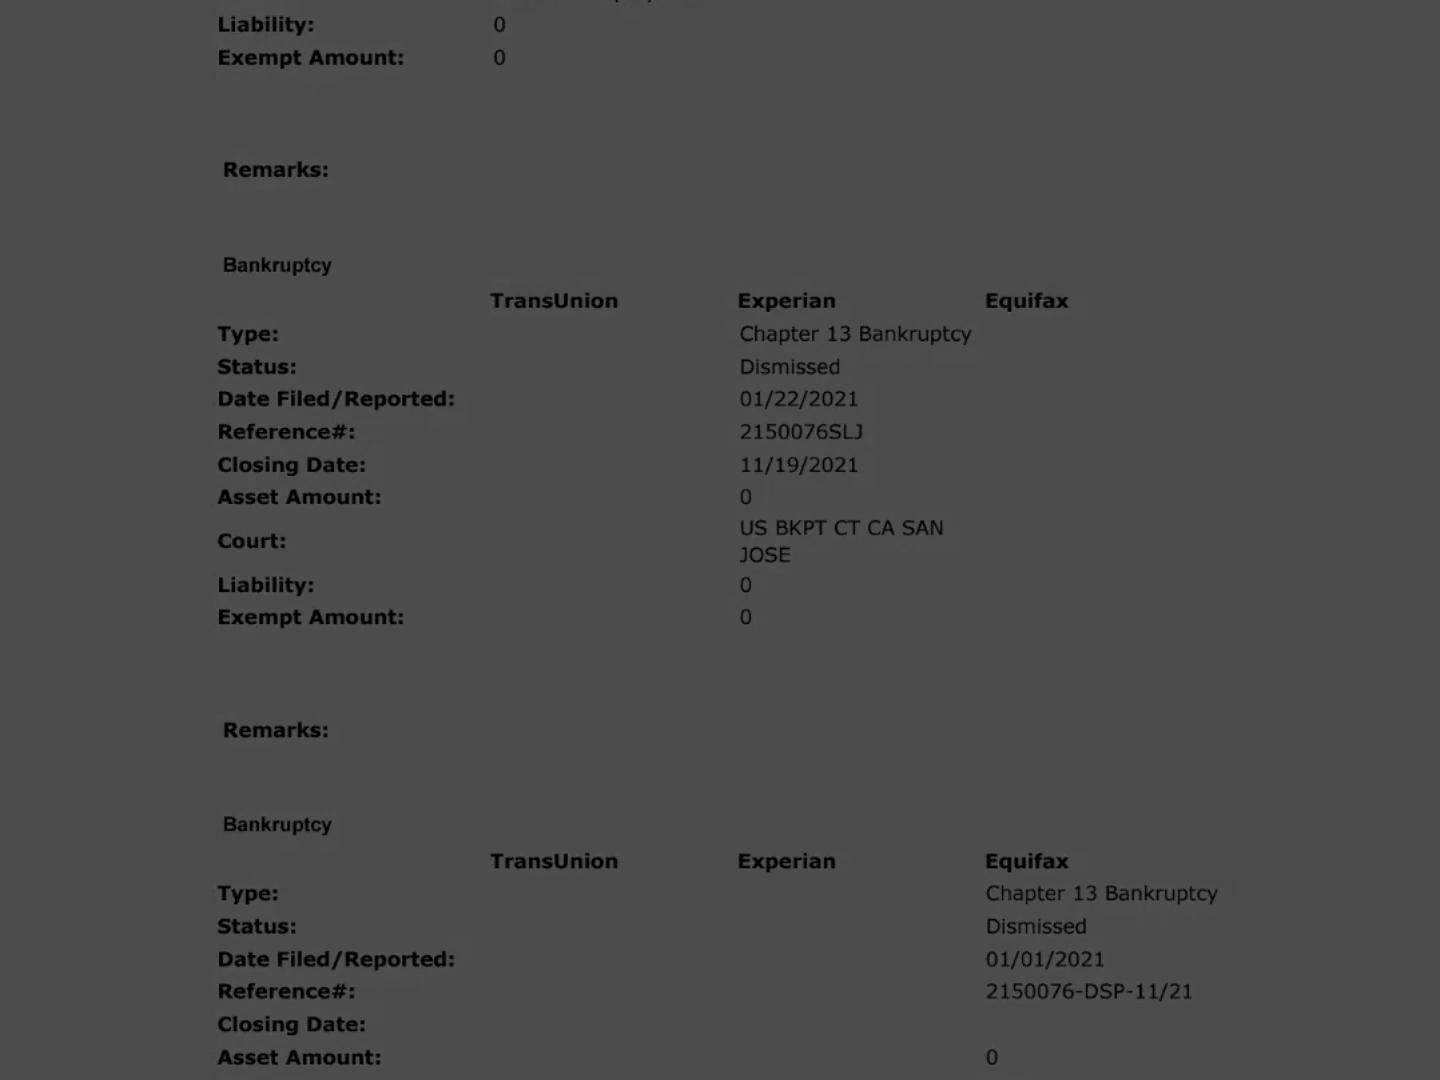 Liability: 0
Exempt Amount: 0
Remarks:
Bankruptcy
TransUnion Experian Equifax
Type: Chapter 13 Bankruptcy
Status: Dismissed
Date Filed/Reported: 01/22/2021
Reference#: 2150076SLJ
Closing Date: 11/19/2021
Asset Amount: 0
Court: US BKPT CT CA SAN
JOSE
Liability: 0
Exempt Amount: 0
Remarks:
Bankruptcy
TransUnion Experian Equifax
Type: Chapter 13 Bankruptcy
Status: Dismissed
Date Filed/Reported: 01/01/2021
Reference#: 2150076-DSP-11/21
Closing Date:
Asset Amount: 0